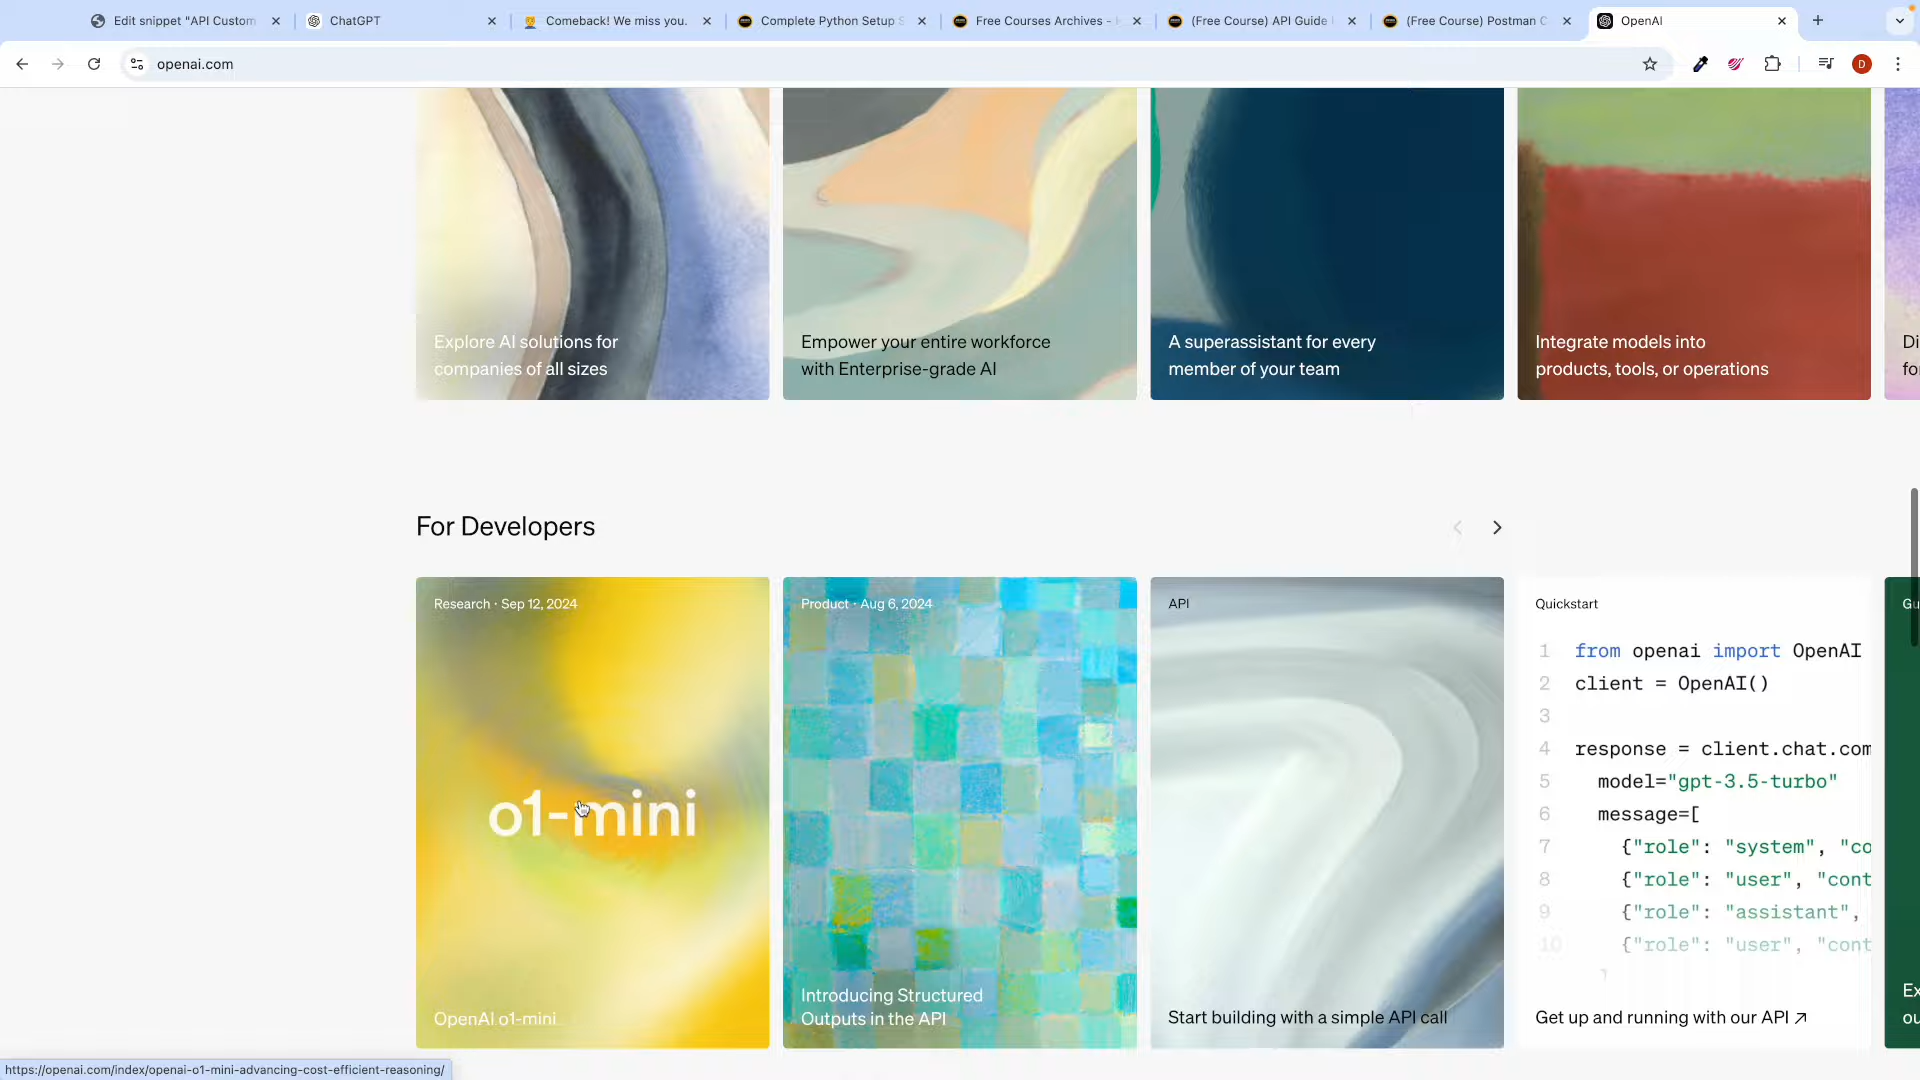 Edit snippet "API Custom
ChatGPT
Comeback! We miss you.
Complete Python Setup S
Free Courses Archives -
(Free Course) API Guide
(Free Course) Postman C
OpenAI
openai.com
D
Explore AI solutions for
companies of all sizes
Empower your entire workforce
with Enterprise-grade AI
A superassistant for every
member of your team
Integrate models into
products, tools, or operations
Di
fo
For Developers
Research · Sep 12, 2024
o1-mini
OpenAI o1-mini
Product · Aug 6, 2024
Introducing Structured
Outputs in the API
API
Start building with a simple API call
Quickstart
1 from openai import OpenAI
2 client = OpenAI()
3
4 response = client.chat.com
5 model="gpt-3.5-turbo"
6 message=[
7 {"role": "system", "co
8 {"role": "user", "cont
9 {"role": "assistant",
10 {"role": "user", "cont
]
Get up and running with our API ↗
Gu
Ex
ou
https://openai.com/index/openai-o1-mini-advancing-cost-efficient-reasoning/